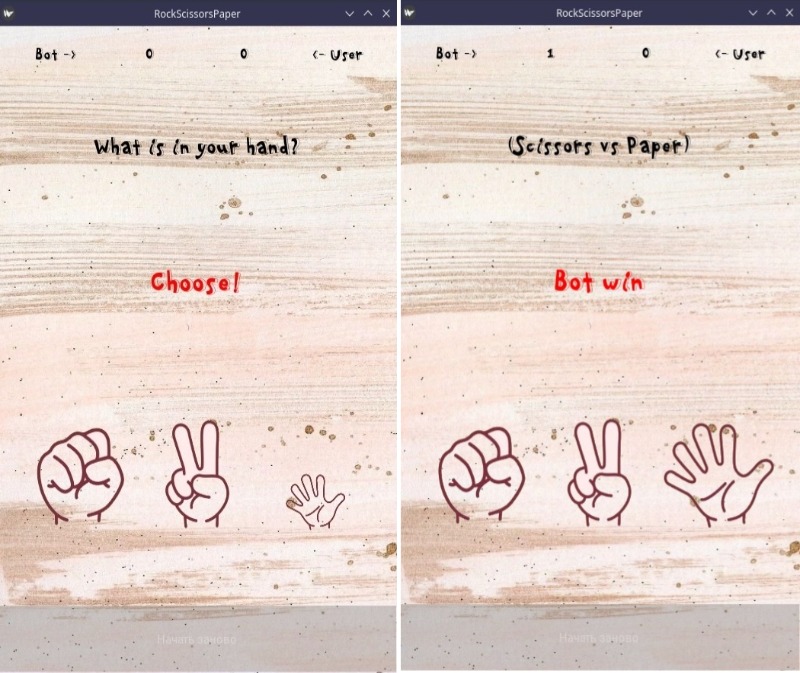 RockScissorsPaper
Bot -> 0 0 <- User
What is in your hand?
Choose!
Начать заново
RockScissorsPaper
Bot -> 1 0 <- User
(Scissors vs Paper)
Bot win
Начать заново